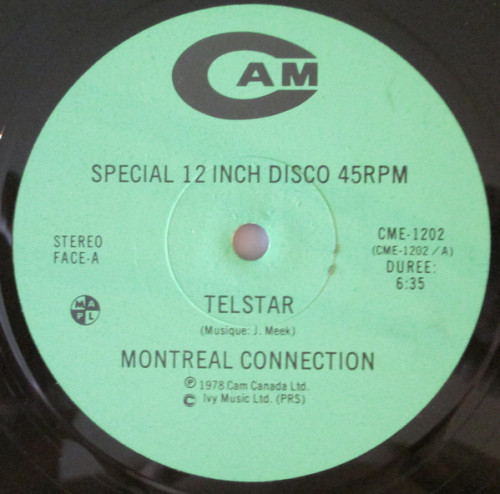 CAM
SPECIAL 12 INCH DISCO 45RPM
STEREO
FACE-A
CME-1202
(CME-1202/A)
DUREE:
6:35
M A
P L
TELSTAR
(Musique: J. Meek)
MONTREAL CONNECTION
℗ 1978 Cam Canada Ltd.
© Ivy Music Ltd. (PRS)